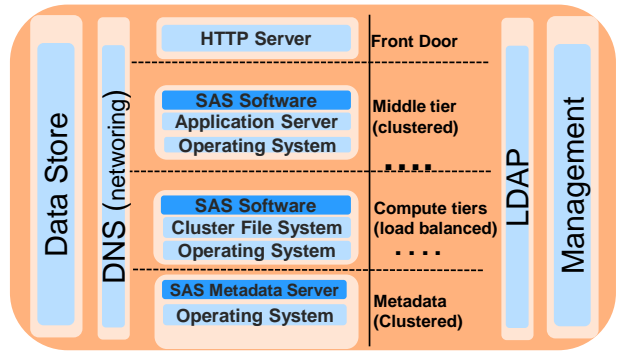 Data Store
DNS (networing)
HTTP Server
Front Door
SAS Software
Application Server
Operating System
Middle tier
(clustered)
....
SAS Software
Cluster File System
Operating System
Compute tiers
(load balanced)
....
SAS Metadata Server
Operating System
Metadata
(Clustered)
LDAP
Management